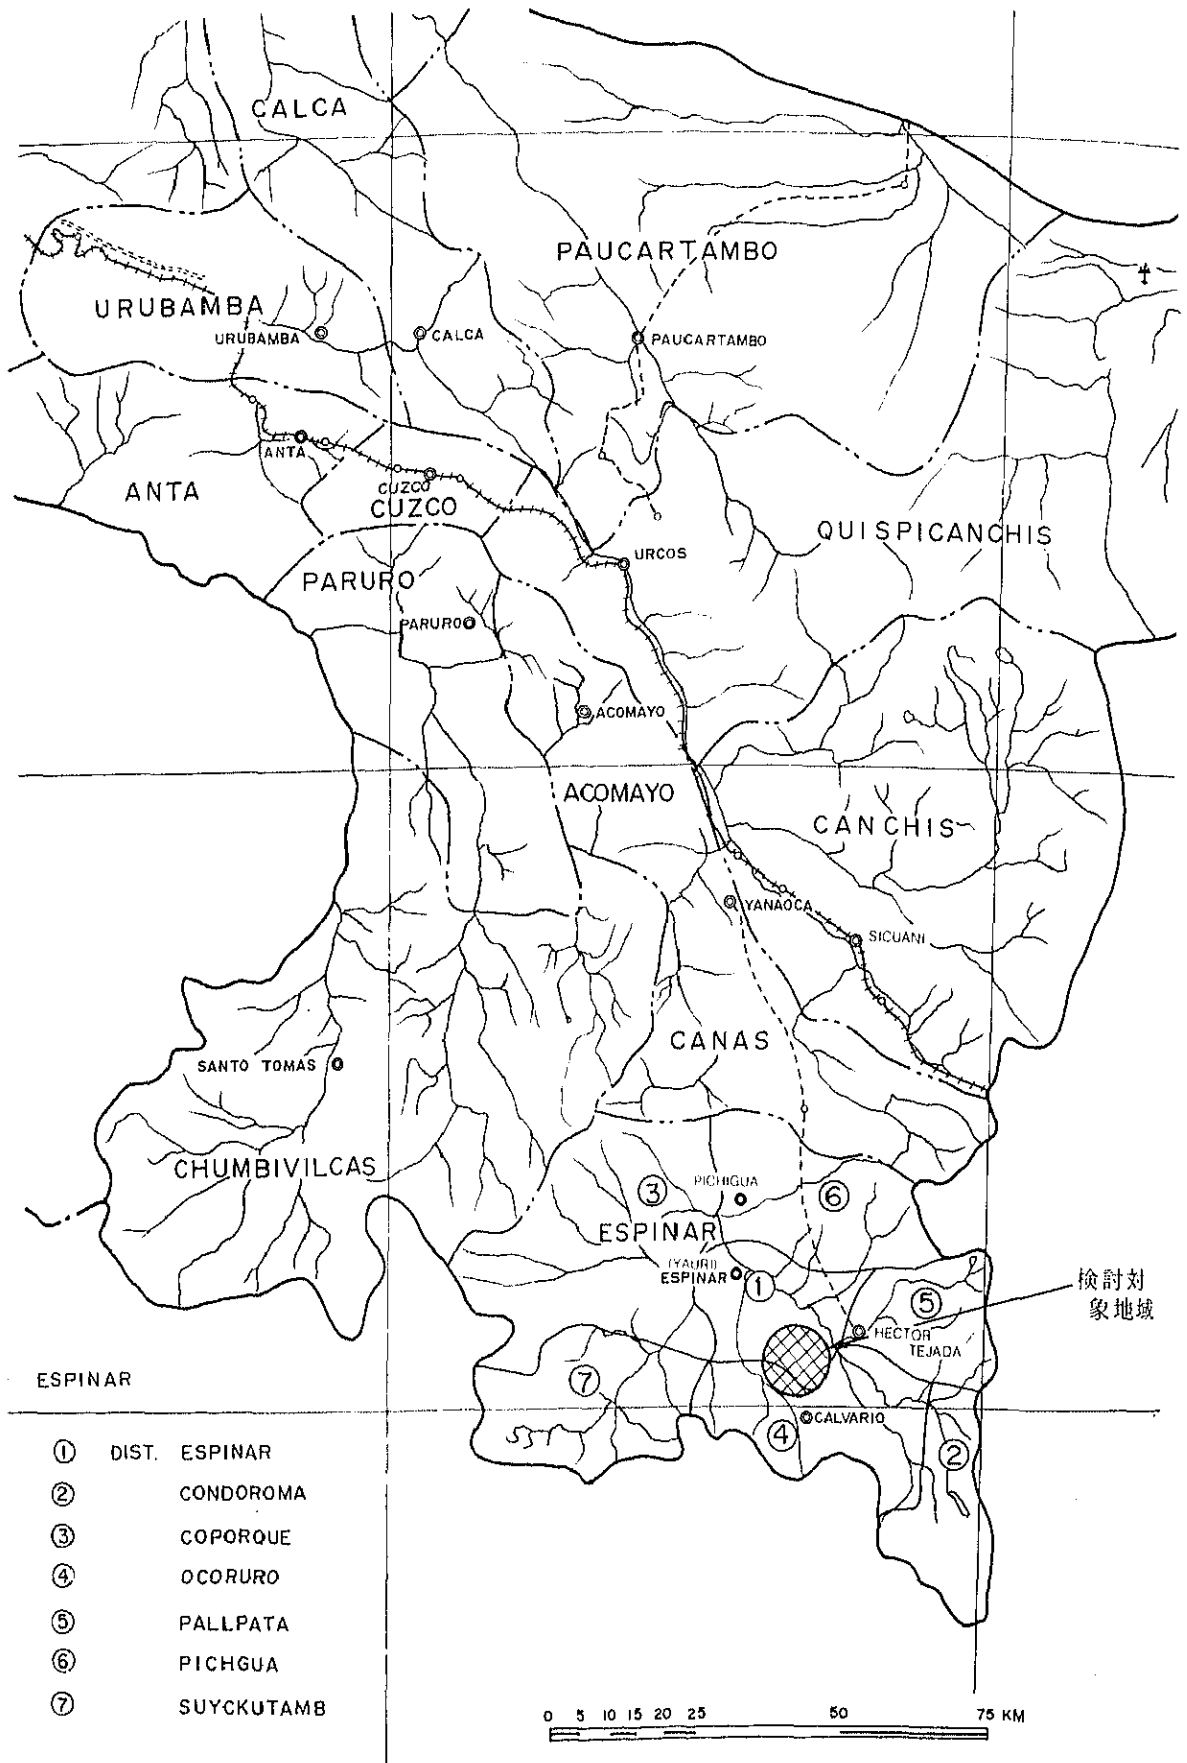 CALCA
PAUCARTAMBO
URUBAMBA
URUBAMBA
CALCA
PAUCARTAMBO
ANTA
ANTA
CUZCO
CUZCO
QUISPICANCHIS
URCOS
PARURO
PARURO
ACOMAYO
ACOMAYO
CANCHIS
YANAOCA
SICUANI
CANAS
SANTO TOMAS
CHUMBIVILCAS
③
PICHIGUA
⑥
ESPINAR
(YAURI)
ESPINAR
①
⑤
検討対
象地域
HECTOR
TEJADA
⑦
CALVARIO
④
②
ESPINAR
① DIST. ESPINAR
② CONDOROMA
③ COPORQUE
④ OCORURO
⑤ PALLPATA
⑥ PICHGUA
⑦ SUYCKUTAMB
0 5 10 15 20 25 50 75 KM